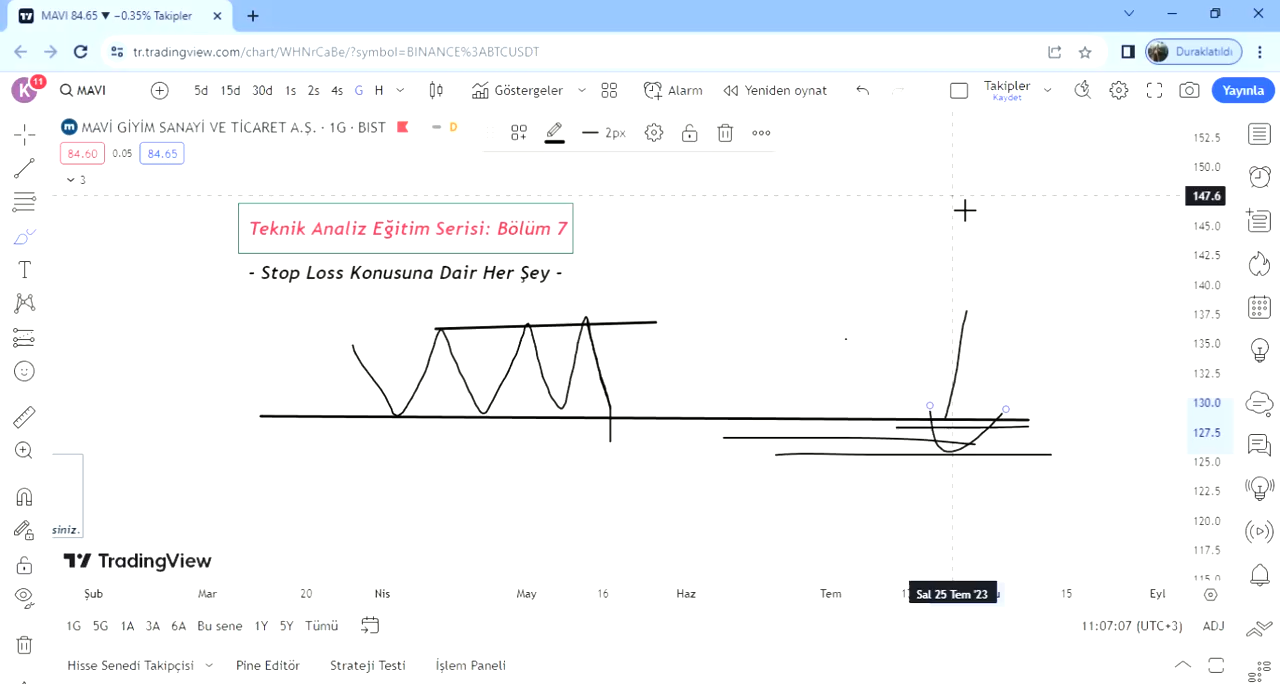 MAVI 84.65 ▼ −0.35% Takipler
tr.tradingview.com/chart/WHNrCaBe/?symbol=BINANCE%3ABTCUSDT
Duraklatıldı
K 11
MAVI
5d 15d 30d 1s 2s 4s G H
Göstergeler
Alarm
Yeniden oynat
Takipler
Kaydet
Yayınla
MAVİ GİYİM SANAYİ VE TİCARET A.Ş. · 1G · BIST
D
2px
84.60 0.05 84.65
3
152.5
150.0
147.6
145.0
142.5
140.0
137.5
135.0
132.5
130.0
127.5
125.0
122.5
120.0
117.5
115.0
Teknik Analiz Eğitim Serisi: Bölüm 7
- Stop Loss Konusuna Dair Her Şey -
siniz.
TradingView
Şub Mar 20 Nis May 16 Haz Tem Sal 25 Tem '23 15 Eyl
1G 5G 1A 3A 6A Bu sene 1Y 5Y Tümü
11:07:07 (UTC+3) ADJ
Hisse Senedi Takipçisi Pine Editör Strateji Testi İşlem Paneli